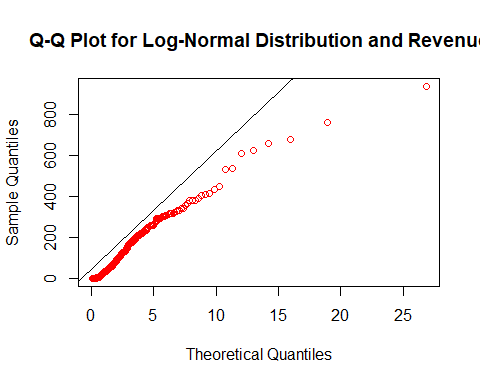 Q-Q Plot for Log-Normal Distribution and Revenue
Sample Quantiles
0 200 400 600 800
0 5 10 15 20 25
Theoretical Quantiles